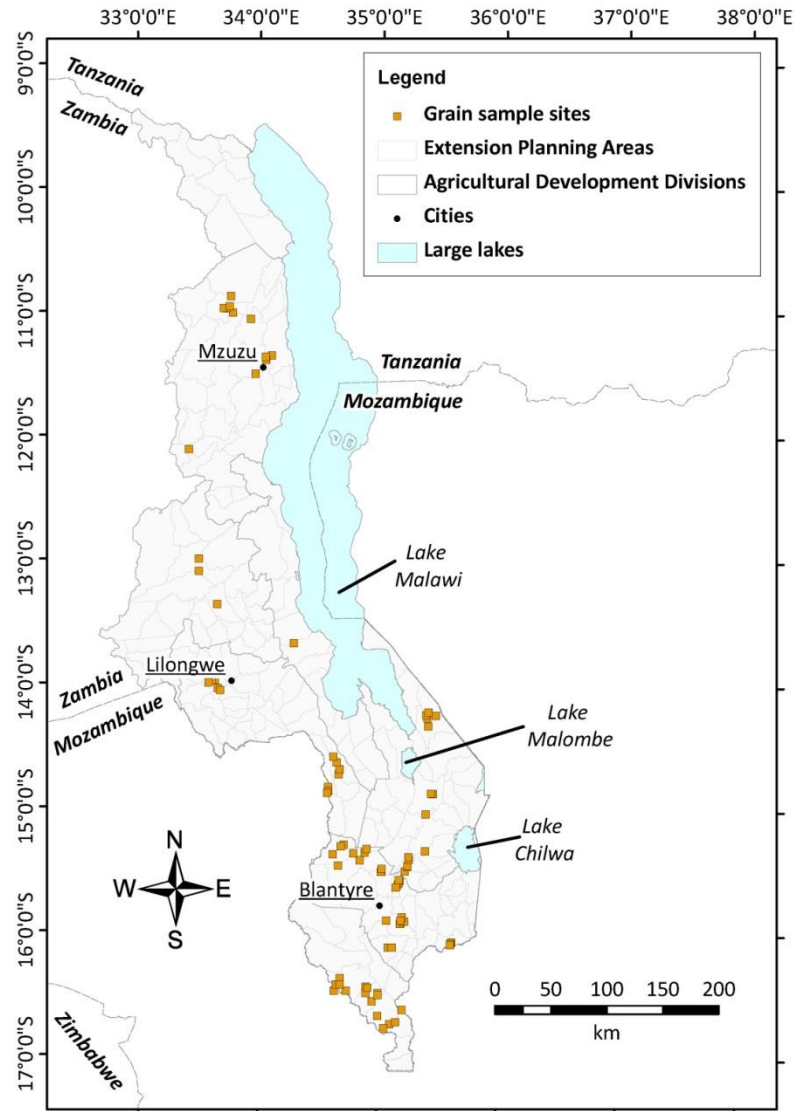 33°0'0"E 34°0'0"E 35°0'0"E 36°0'0"E 37°0'0"E 38°0'0"E
9°0'0"S
10°0'0"S
11°0'0"S
12°0'0"S
13°0'0"S
14°0'0"S
15°0'0"S
16°0'0"S
17°0'0"S
Legend
Grain sample sites
Extension Planning Areas
Agricultural Development Divisions
Cities
Large lakes
Tanzania
Zambia
Mzuzu
Tanzania
Mozambique
Lake
Malawi
Lilongwe
Zambia
Mozambique
Lake
Malombe
Lake
Chilwa
N
W E
S
Blantyre
0 50 100 150 200
km
Zimbabwe